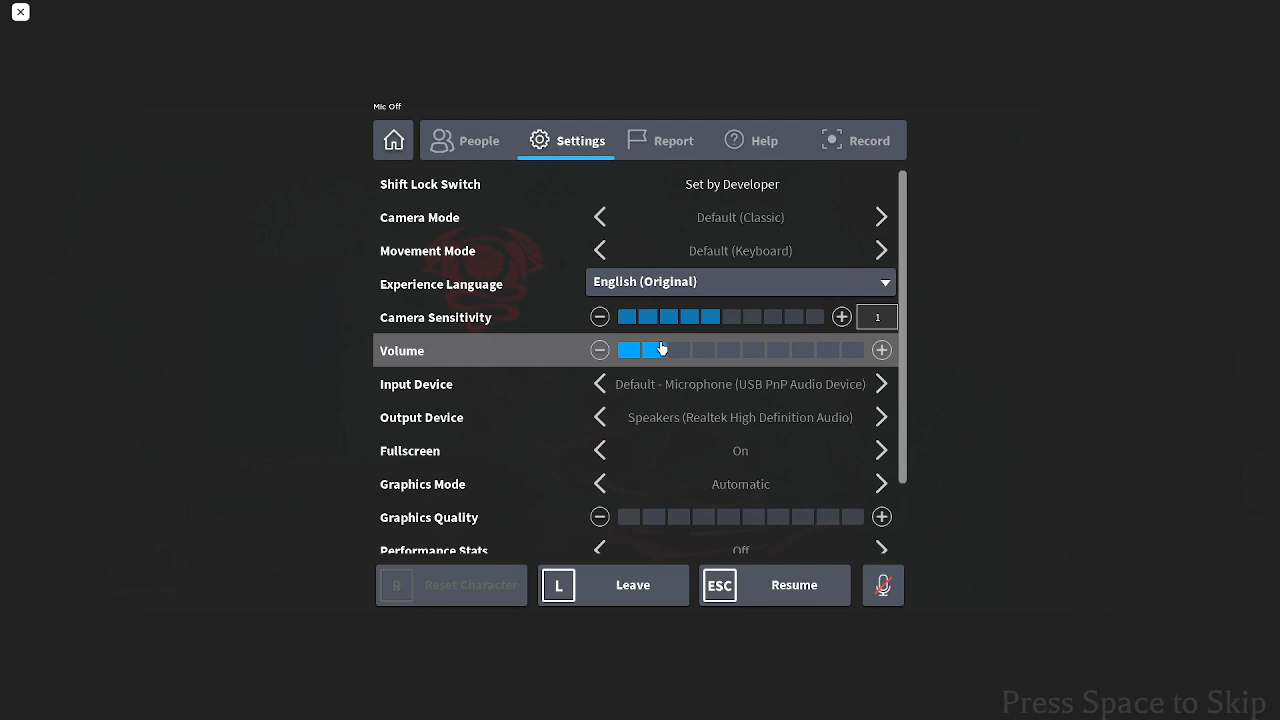 Mic Off
People Settings Report Help Record
Shift Lock Switch Set by Developer
Camera Mode Default (Classic)
Movement Mode Default (Keyboard)
Experience Language English (Original)
Camera Sensitivity 1
Volume
Input Device Default - Microphone (USB PnP Audio Device)
Output Device Speakers (Realtek High Definition Audio)
Fullscreen On
Graphics Mode Automatic
Graphics Quality
Performance Stats Off
R Reset Character L Leave ESC Resume
Press Space to Skip